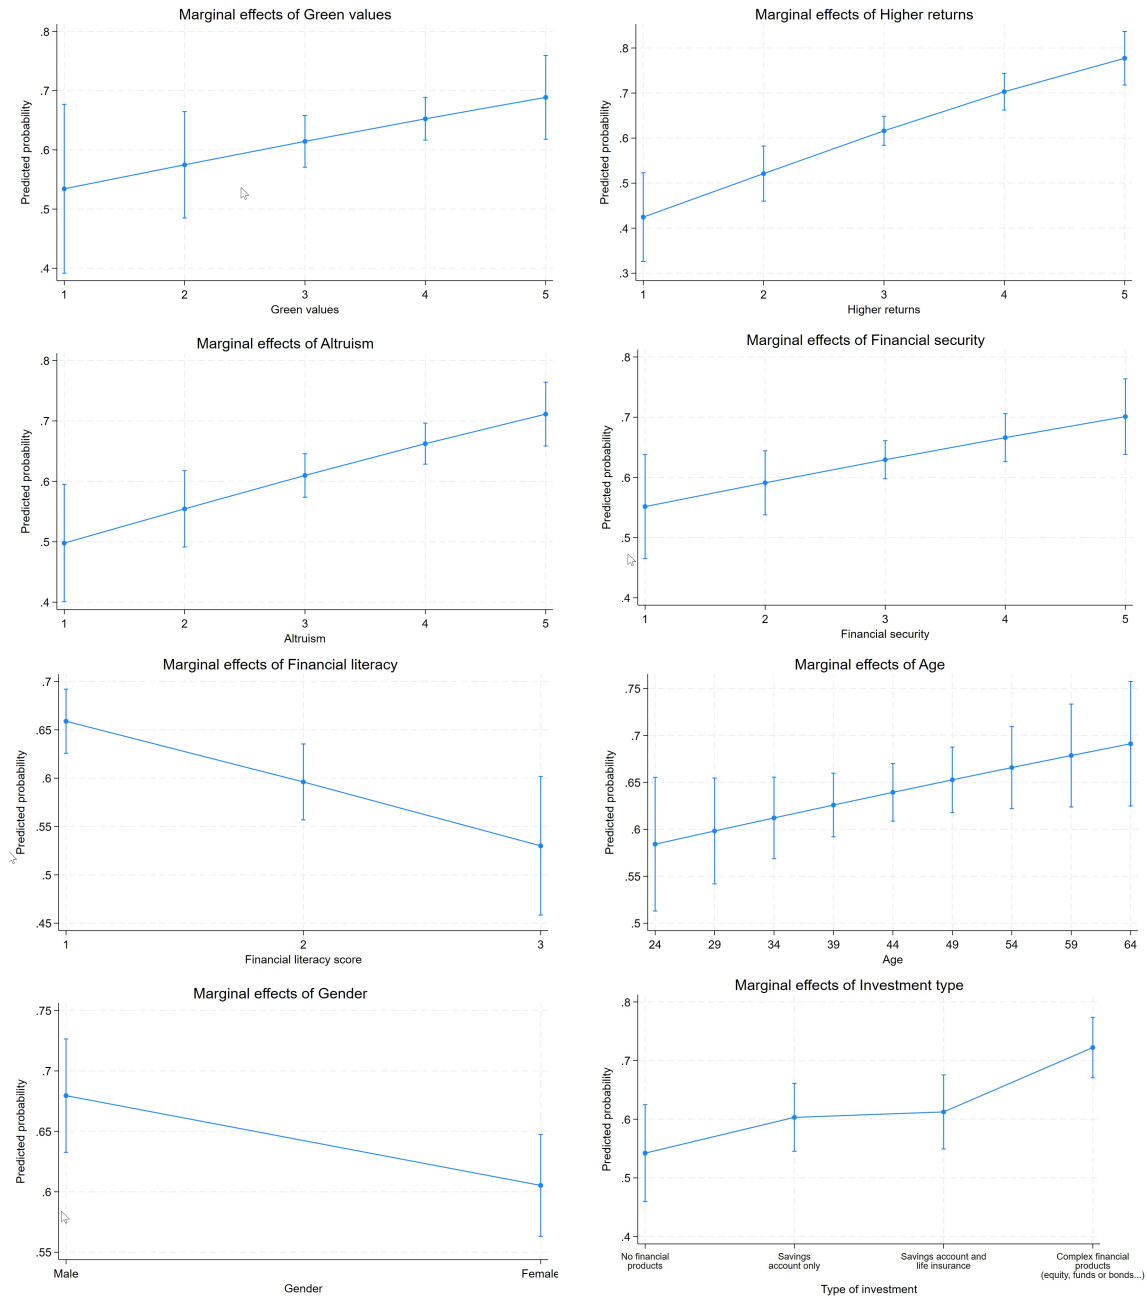 Marginal effects of Green values
.8
.7
.6
.5
.4
Predicted probability
1 2 3 4 5
Green values
Marginal effects of Higher returns
.8
.7
.6
.5
.4
.3
Predicted probability
1 2 3 4 5
Higher returns
Marginal effects of Altruism
.8
.7
.6
.5
.4
Predicted probability
1 2 3 4 5
Altruism
Marginal effects of Financial security
.8
.7
.6
.5
.4
Predicted probability
1 2 3 4 5
Financial security
Marginal effects of Financial literacy
.7
.65
.6
.55
.5
.45
Predicted probability
1 2 3
Financial literacy score
Marginal effects of Age
.75
.7
.65
.6
.55
.5
Predicted probability
24 29 34 39 44 49 54 59 64
Age
Marginal effects of Gender
.75
.7
.65
.6
.55
Predicted probability
Male Female
Gender
Marginal effects of Investment type
.8
.7
.6
.5
.4
Predicted probability
No financial
products
Savings
account only
Savings account and
life insurance
Complex financial
products
(equity, funds or bonds...)
Type of investment